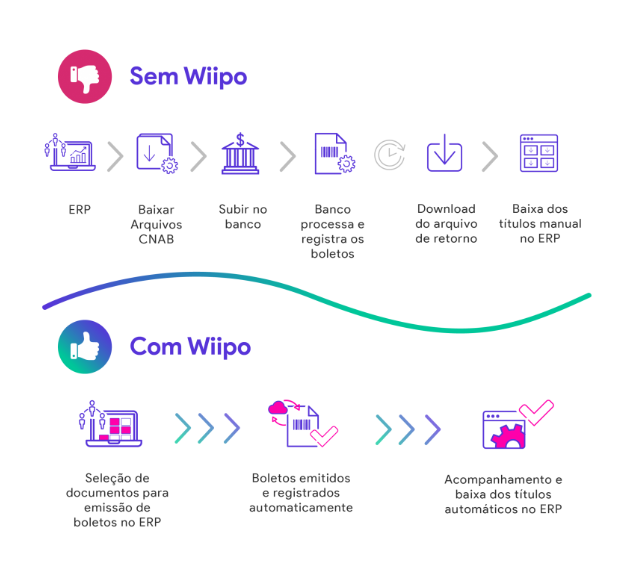 Sem Wiipo
ERP
Baixar
Arquivos
CNAB
Subir no
banco
Banco
processa e
registra os
boletos
Download
do arquivo
de retorno
Baixa dos
títulos manual
no ERP
Com Wiipo
Seleção de
documentos para
emissão de
boletos no ERP
Boletos emitidos
e registrados
automaticamente
Acompanhamento e
baixa dos títulos
automáticos no ERP